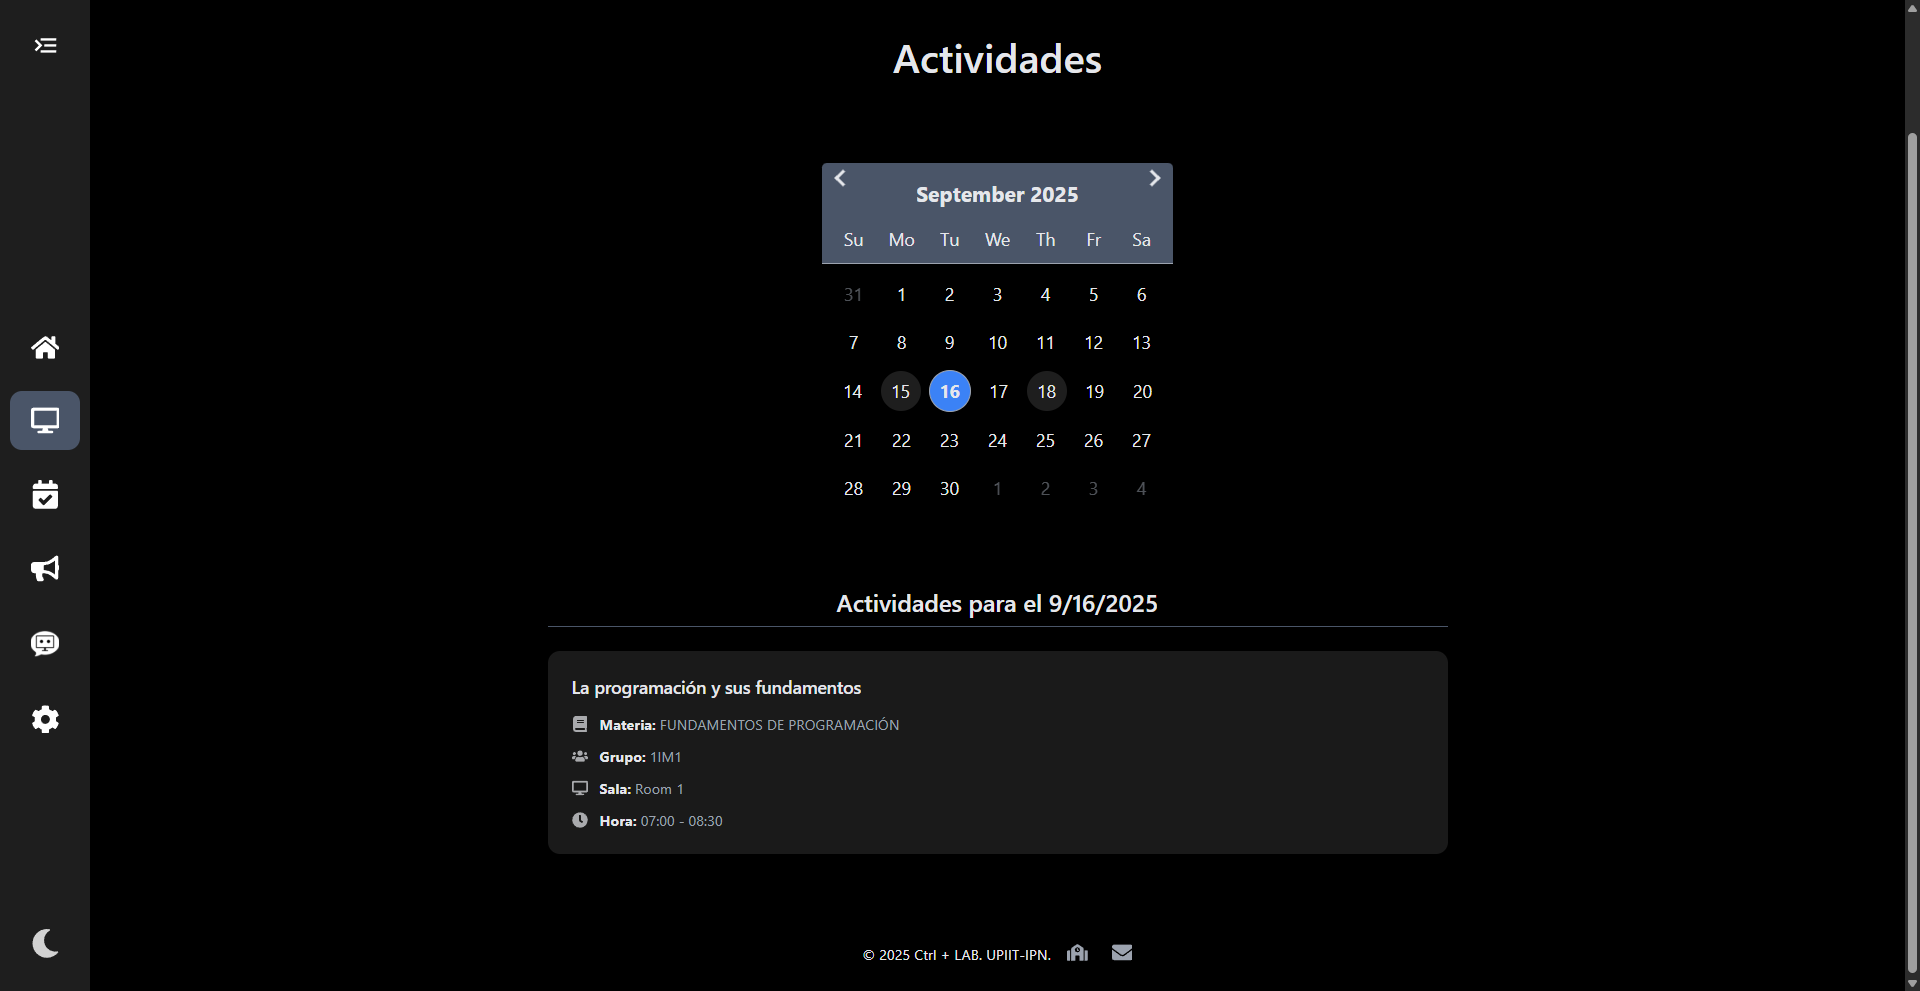 Actividades
September 2025
Su Mo Tu We Th Fr Sa
31 1 2 3 4 5 6
7 8 9 10 11 12 13
14 15 16 17 18 19 20
21 22 23 24 25 26 27
28 29 30 1 2 3 4
Actividades para el 9/16/2025
La programación y sus fundamentos
Materia: FUNDAMENTOS DE PROGRAMACIÓN
Grupo: 1IM1
Sala: Room 1
Hora: 07:00 - 08:30
© 2025 Ctrl + LAB. UPIIT-IPN.